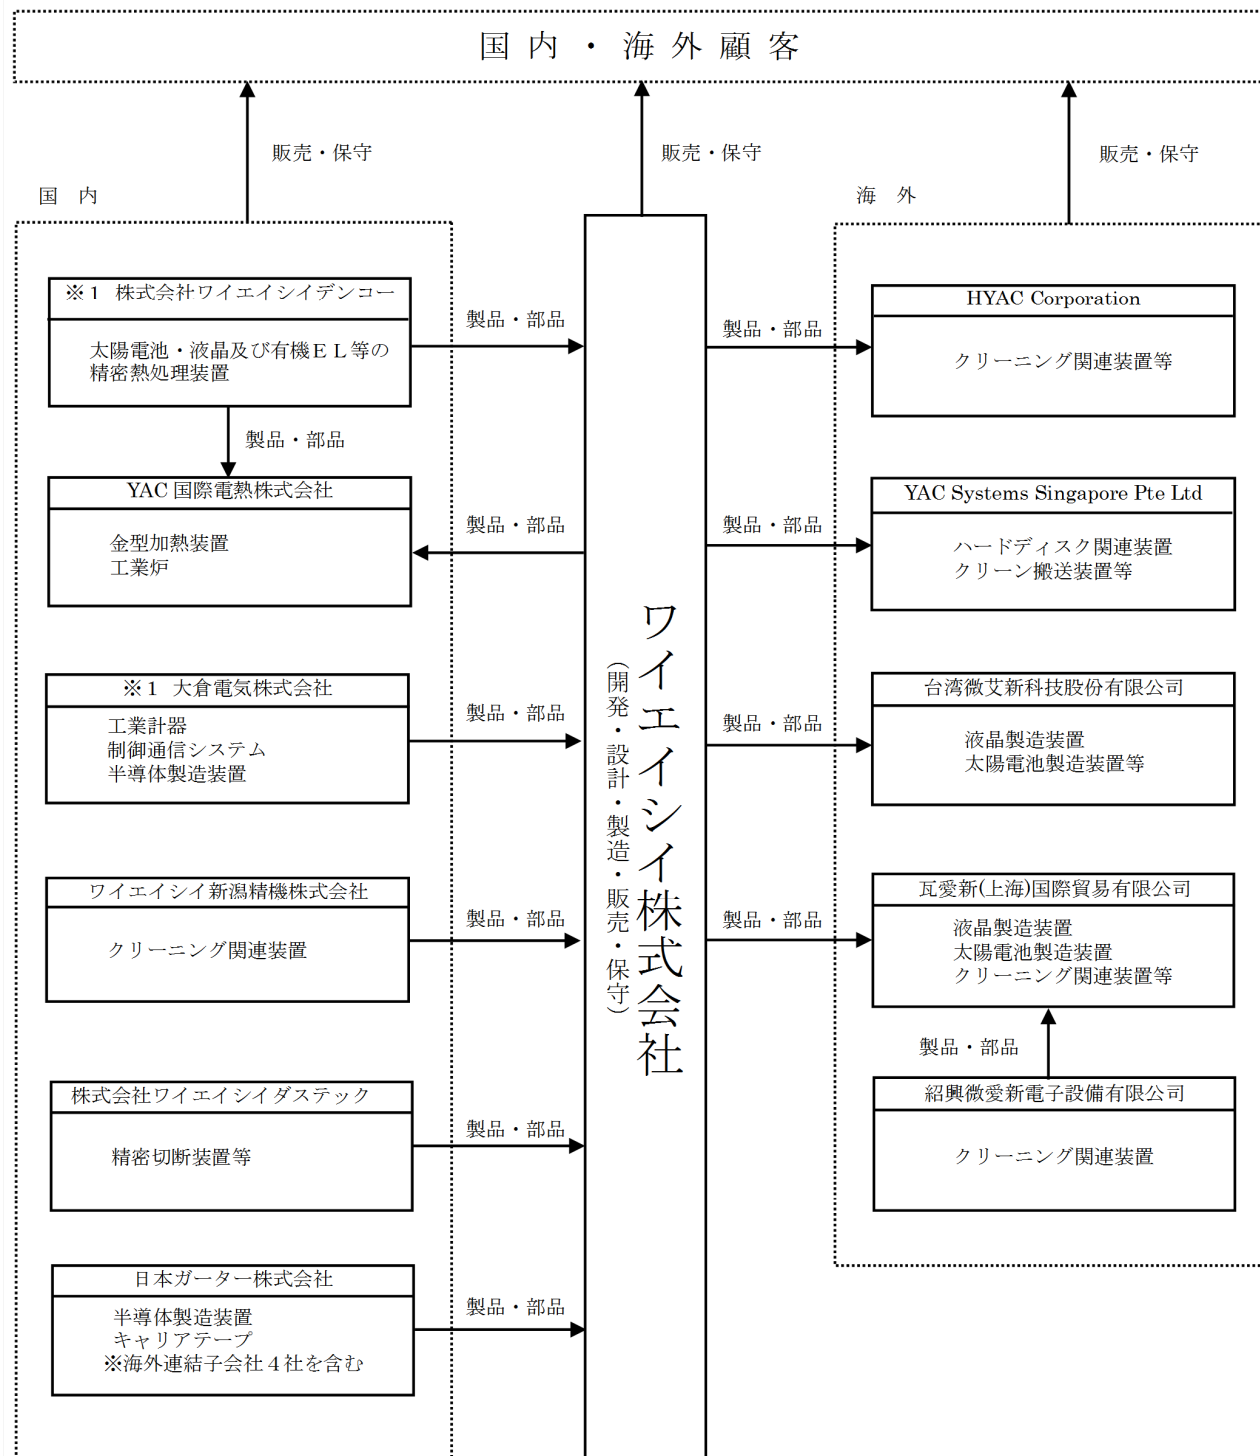 国内・海外顧客
販売・保守
販売・保守
販売・保守
国　内
海　外
※１　株式会社ワイエイシイデンコー
太陽電池・液晶及び有機ＥＬ等の
精密熱処理装置
製品・部品
製品・部品
YAC 国際電熱株式会社
金型加熱装置
工業炉
製品・部品
※１　大倉電気株式会社
工業計器
制御通信システム
半導体製造装置
製品・部品
ワイエイシイ新潟精機株式会社
クリーニング関連装置
製品・部品
株式会社ワイエイシイダステック
精密切断装置等
製品・部品
日本ガーター株式会社
半導体製造装置
キャリアテープ
※海外連結子会社４社を含む
製品・部品
ワイエイシイ株式会社
（開発・設計・製造・販売・保守）
製品・部品
HYAC Corporation
クリーニング関連装置等
製品・部品
YAC Systems Singapore Pte Ltd
ハードディスク関連装置
クリーン搬送装置等
製品・部品
台湾微艾新科技股份有限公司
液晶製造装置
太陽電池製造装置等
製品・部品
瓦愛新(上海)国際貿易有限公司
液晶製造装置
太陽電池製造装置
クリーニング関連装置等
製品・部品
紹興微愛新電子設備有限公司
クリーニング関連装置